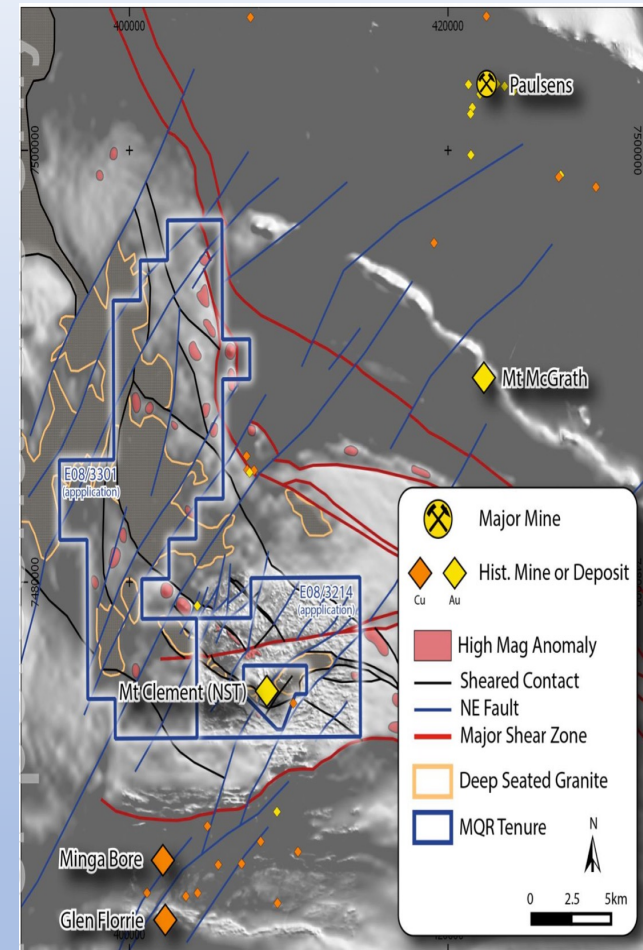 400000
420000
Paulsens
7500000
7500000
Mt McGrath
E08/3301
(appplication)
7480000
E08/3214
(appplication)
Mt Clement (NST)
Minga Bore
Glen Florrie
400000
Major Mine
Hist. Mine or Deposit
Cu
Au
High Mag Anomaly
Sheared Contact
NE Fault
Major Shear Zone
Deep Seated Granite
MQR Tenure
N
0
2.5
5km